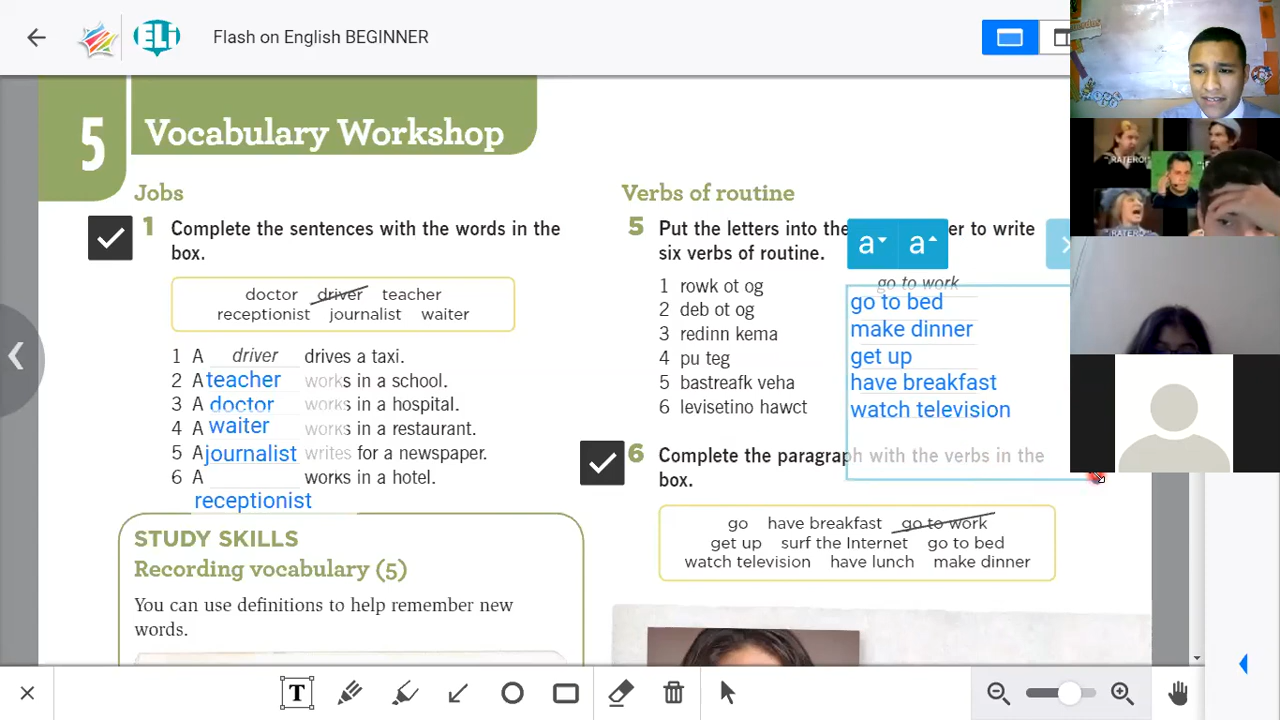 ELi
Flash on English BEGINNER
5
Vocabulary Workshop
Jobs
1 Complete the sentences with the words in the
box.
doctor driver teacher
receptionist journalist waiter
1 A driver drives a taxi.
2 A teacher works in a school.
3 A doctor works in a hospital.
4 A waiter works in a restaurant.
5 A journalist writes for a newspaper.
6 A works in a hotel.
receptionist
STUDY SKILLS
Recording vocabulary (5)
You can use definitions to help remember new
words.
Verbs of routine
5 Put the letters into the er to write
six verbs of routine.
a a
1 rowk ot og go to work
2 deb ot og go to bed
3 redinn kema make dinner
4 pu teg get up
5 bastreafk veha have breakfast
6 levisetino hawct watch television
6 Complete the paragraph with the verbs in the
box.
go have breakfast go to work
get up surf the Internet go to bed
watch television have lunch make dinner
T